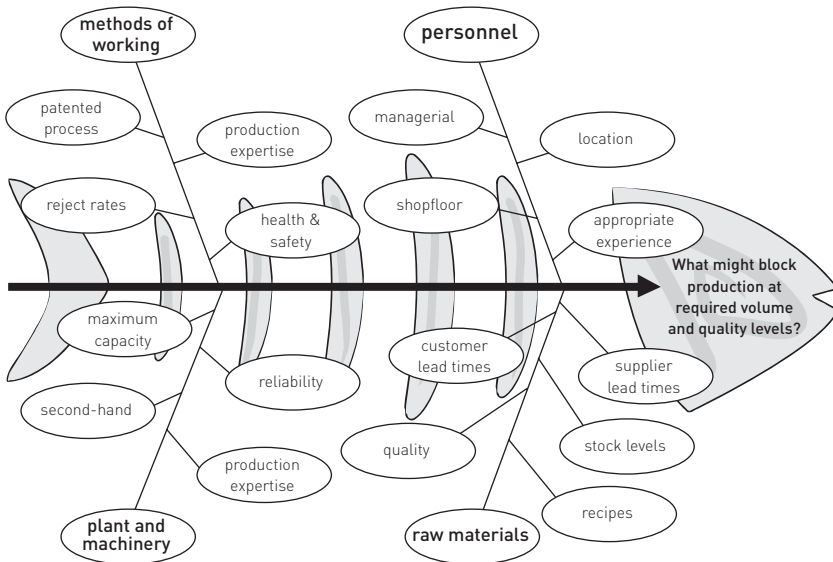 methods of
working
personnel
patented
process
production
expertise
managerial
location
reject rates
health &
safety
shopfloor
appropriate
experience
What might block
production at
required volume
and quality levels?
maximum
capacity
reliability
customer
lead times
supplier
lead times
second-hand
production
expertise
quality
stock levels
recipes
plant and
machinery
raw materials